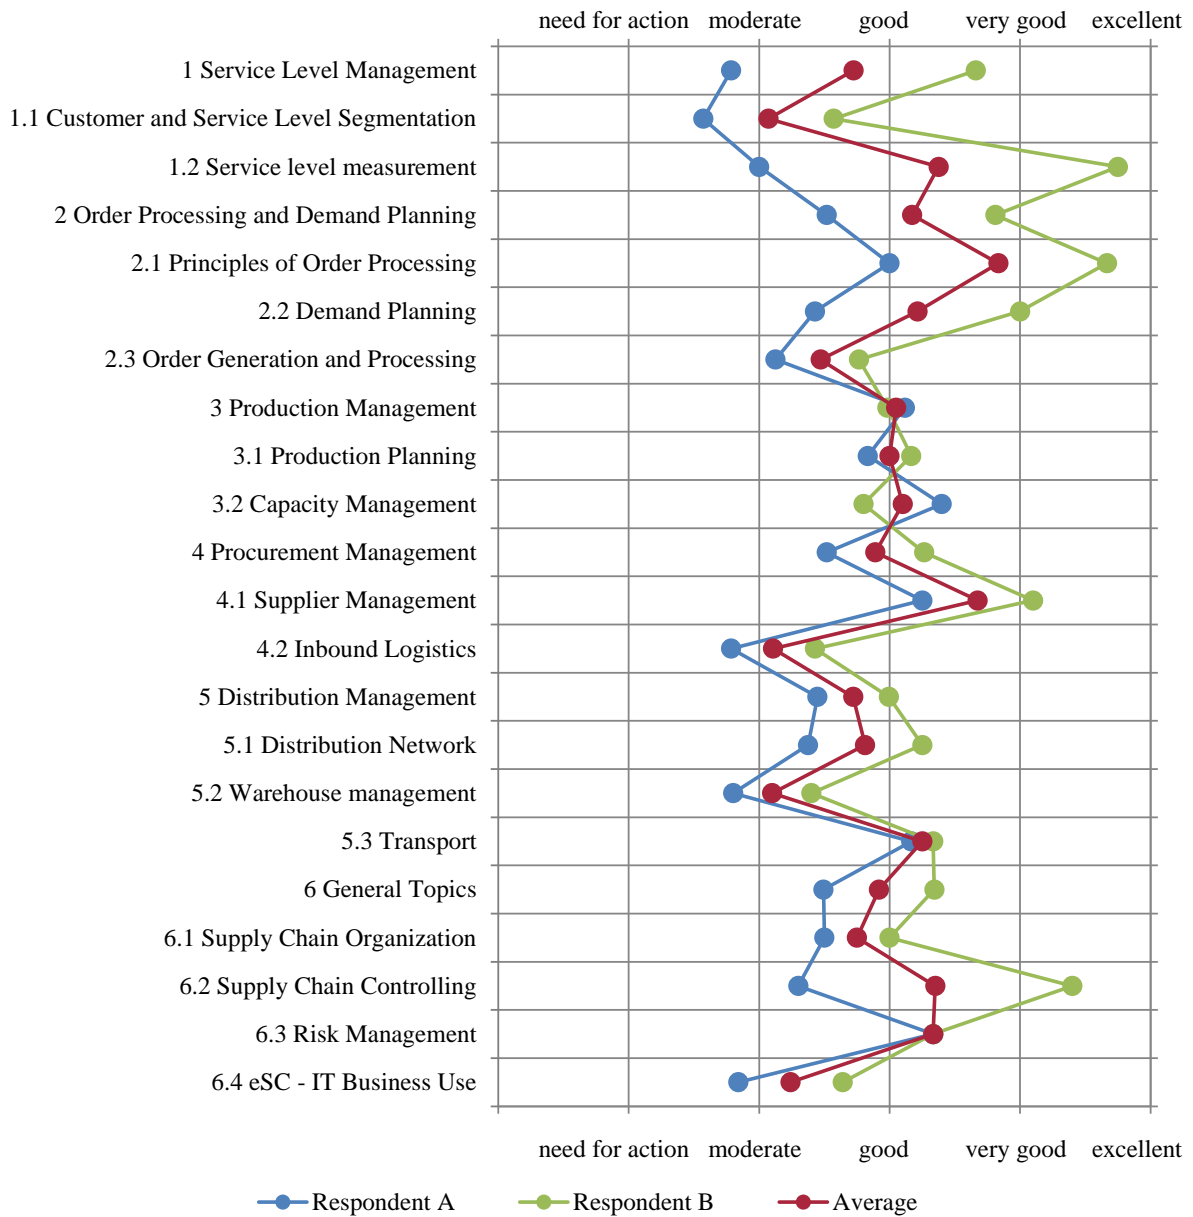 need for action moderate good very good excellent
1 Service Level Management
1.1 Customer and Service Level Segmentation
1.2 Service level measurement
2 Order Processing and Demand Planning
2.1 Principles of Order Processing
2.2 Demand Planning
2.3 Order Generation and Processing
3 Production Management
3.1 Production Planning
3.2 Capacity Management
4 Procurement Management
4.1 Supplier Management
4.2 Inbound Logistics
5 Distribution Management
5.1 Distribution Network
5.2 Warehouse management
5.3 Transport
6 General Topics
6.1 Supply Chain Organization
6.2 Supply Chain Controlling
6.3 Risk Management
6.4 eSC - IT Business Use
need for action moderate good very good excellent
Respondent A Respondent B Average